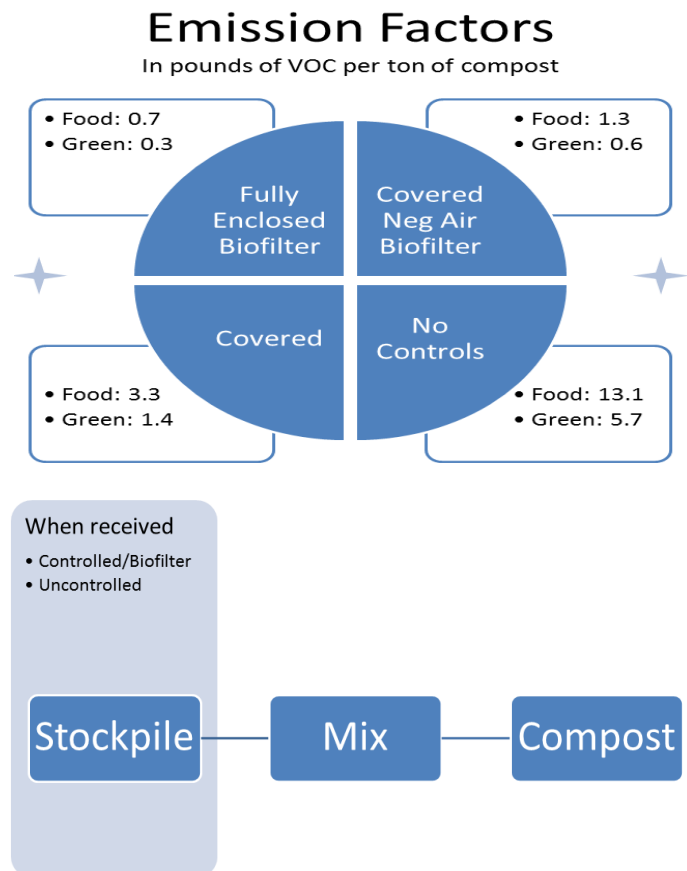 Emission Factors
In pounds of VOC per ton of compost
• Food: 0.7
• Green: 0.3
• Food: 1.3
• Green: 0.6
Fully
Enclosed
Biofilter
Covered
Neg Air
Biofilter
Covered
No
Controls
• Food: 3.3
• Green: 1.4
• Food: 13.1
• Green: 5.7
When received
• Controlled/Biofilter
• Uncontrolled
Stockpile
Mix
Compost